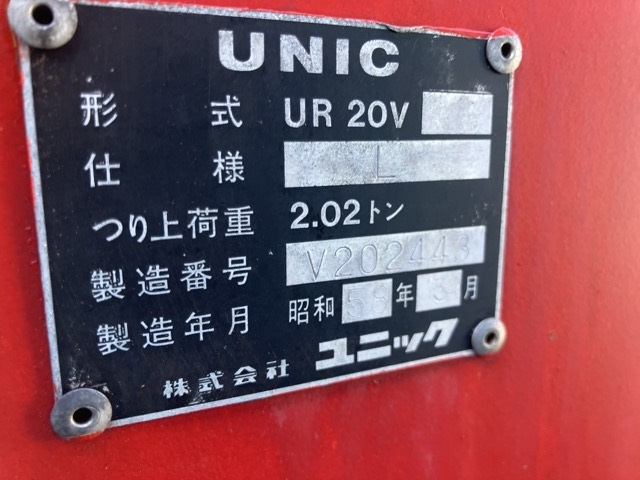 UNIC
形式 UR 20V
仕様 L
つり上荷重 2.02トン
製造番号 V202443
製造年月 昭和 年 月
株式会社 ユニック